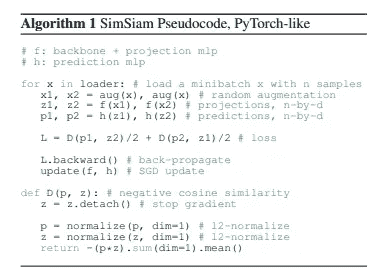 Algorithm 1 SimSiam Pseudocode, PyTorch-like
# f: backbone + projection mlp
# h: prediction mlp
for x in loader: # load a minibatch x with n samples
x1, x2 = aug(x), aug(x) # random augmentation
z1, z2 = f(x1), f(x2) # projections, n-by-d
p1, p2 = h(z1), h(z2) # predictions, n-by-d
L = D(p1, z2)/2 + D(p2, z1)/2 # loss
L.backward() # back-propagate
update(f, h) # SGD update
def D(p, z): # negative cosine similarity
z = z.detach() # stop gradient
p = normalize(p, dim=1) # l2-normalize
z = normalize(z, dim=1) # l2-normalize
return -(p*z).sum(dim=1).mean()